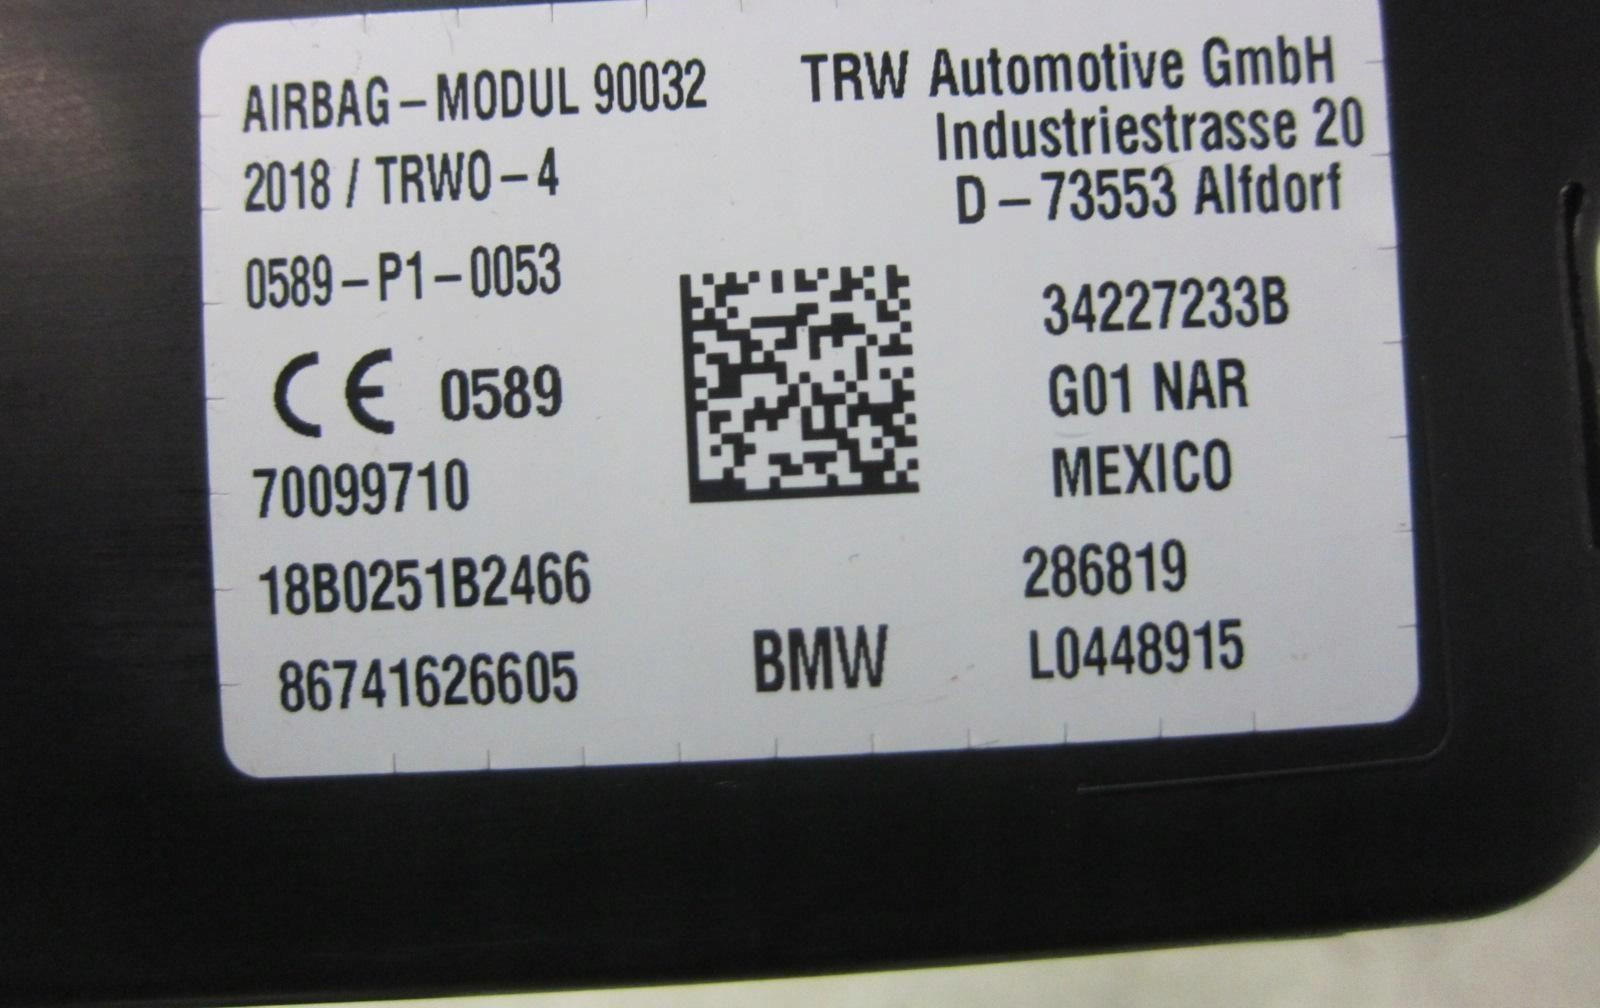 AIRBAG – MODUL 90032
2018 / TRWO – 4
0589 – P1 – 0053
CE 0589
70099710
18B0251B2466
86741626605
BMW
TRW Automotive GmbH
Industriestrasse 20
D – 73553 Alfdorf
34227233B
G01 NAR
MEXICO
286819
L0448915